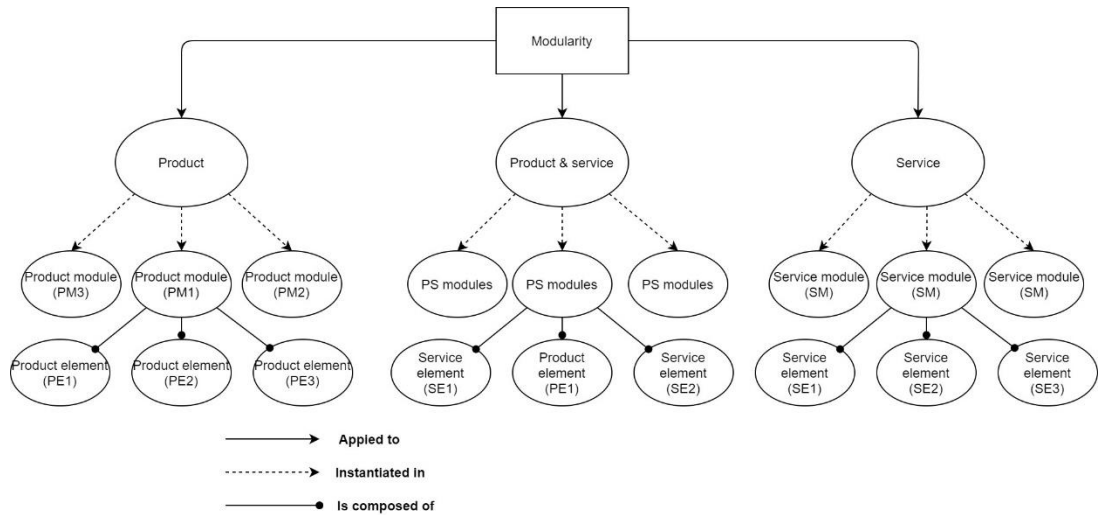 Modularity
Product
Product & service
Service
Product module
(PM3)
Product module
(PM1)
Product module
(PM2)
PS modules
PS modules
PS modules
Service module
(SM)
Service module
(SM)
Service module
(SM)
Product element
(PE1)
Product element
(PE2)
Product element
(PE3)
Service
element
(SE1)
Product
element
(PE1)
Service
element
(SE2)
Service
element
(SE1)
Service
element
(SE2)
Service
element
(SE3)
Appled to
Instantiated in
Is composed of